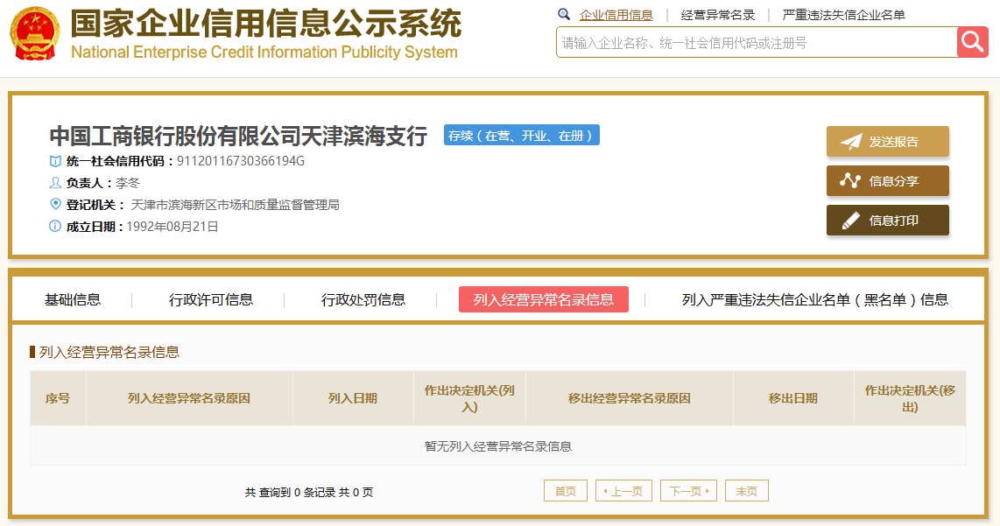 国家企业信用信息公示系统
National Enterprise Credit Information Publicity System
企业信用信息 | 经营异常名录 | 严重违法失信企业名单
请输入企业名称、统一社会信用代码或注册号
中国工商银行股份有限公司天津滨海支行 存续（在营、开业、在册）
统一社会信用代码：91120116730366194G
负责人：李冬
登记机关： 天津市滨海新区市场和质量监督管理局
成立日期：1992年08月21日
发送报告
信息分享
信息打印
基础信息 | 行政许可信息 | 行政处罚信息 | 列入经营异常名录信息 | 列入严重违法失信企业名单（黑名单）信息
列入经营异常名录信息
序号 列入经营异常名录原因 列入日期 作出决定机关(列入) 移出经营异常名录原因 移出日期 作出决定机关(移出)
暂无列入经营异常名录信息
共 查询到 0 条记录 共 0 页 首页 上一页 下一页 末页